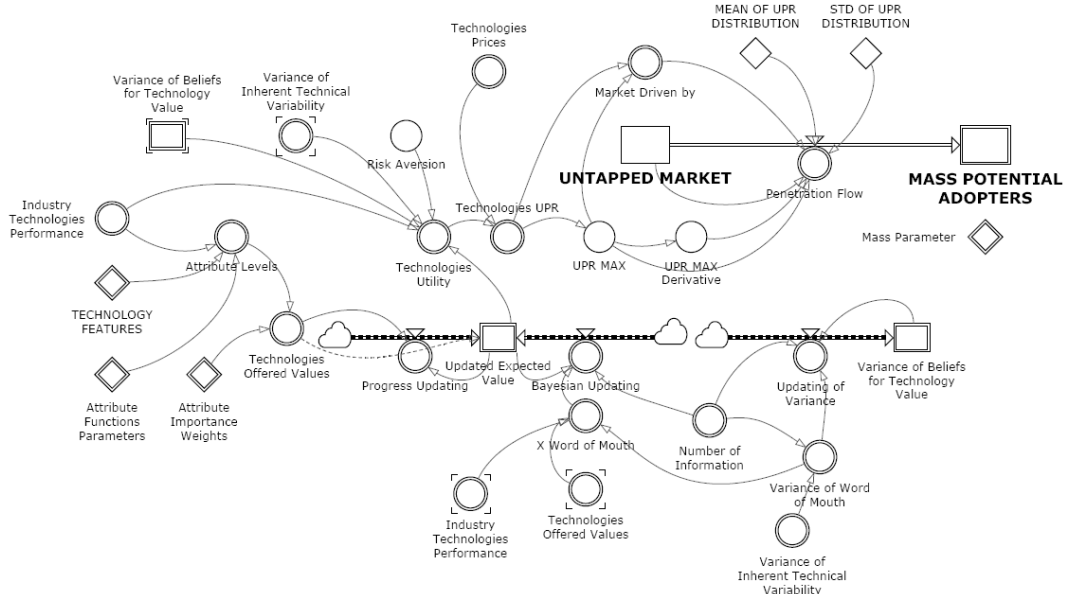 MEAN OF UPR
DISTRIBUTION
STD OF UPR
DISTRIBUTION
Technologies
Prices
Variance of Beliefs
for Technology
Value
Variance of
Inherent Technical
Variability
Market Driven by
Risk Aversion
UNTAPPED MARKET
Penetration Flow
MASS POTENTIAL
ADOPTERS
Industry
Technologies
Performance
Technologies UPR
Mass Parameter
Attribute Levels
Technologies
Utility
UPR MAX
UPR MAX
Derivative
TECHNOLOGY
FEATURES
Technologies
Offered Values
Progress Updating
Updated Expected
Value
Bayesian Updating
Updating of
Variance
Variance of Beliefs
for Technology
Value
Attribute
Functions
Parameters
Attribute
Importance
Weights
X Word of Mouth
Number of
Information
Variance of Word
of Mouth
Industry
Technologies
Performance
Technologies
Offered Values
Variance of
Inherent Technical
Variability